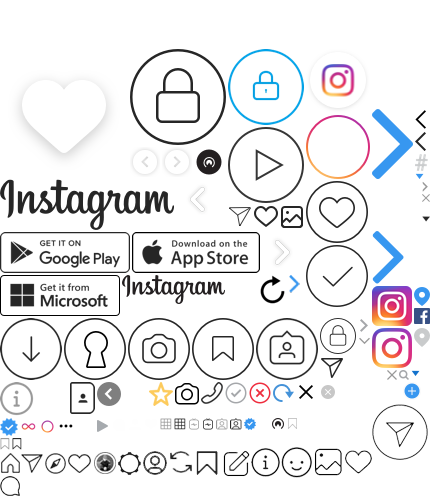 Instagram
GET IT ON
Google Play
Download on the
App Store
Get it from
Microsoft
Instagram